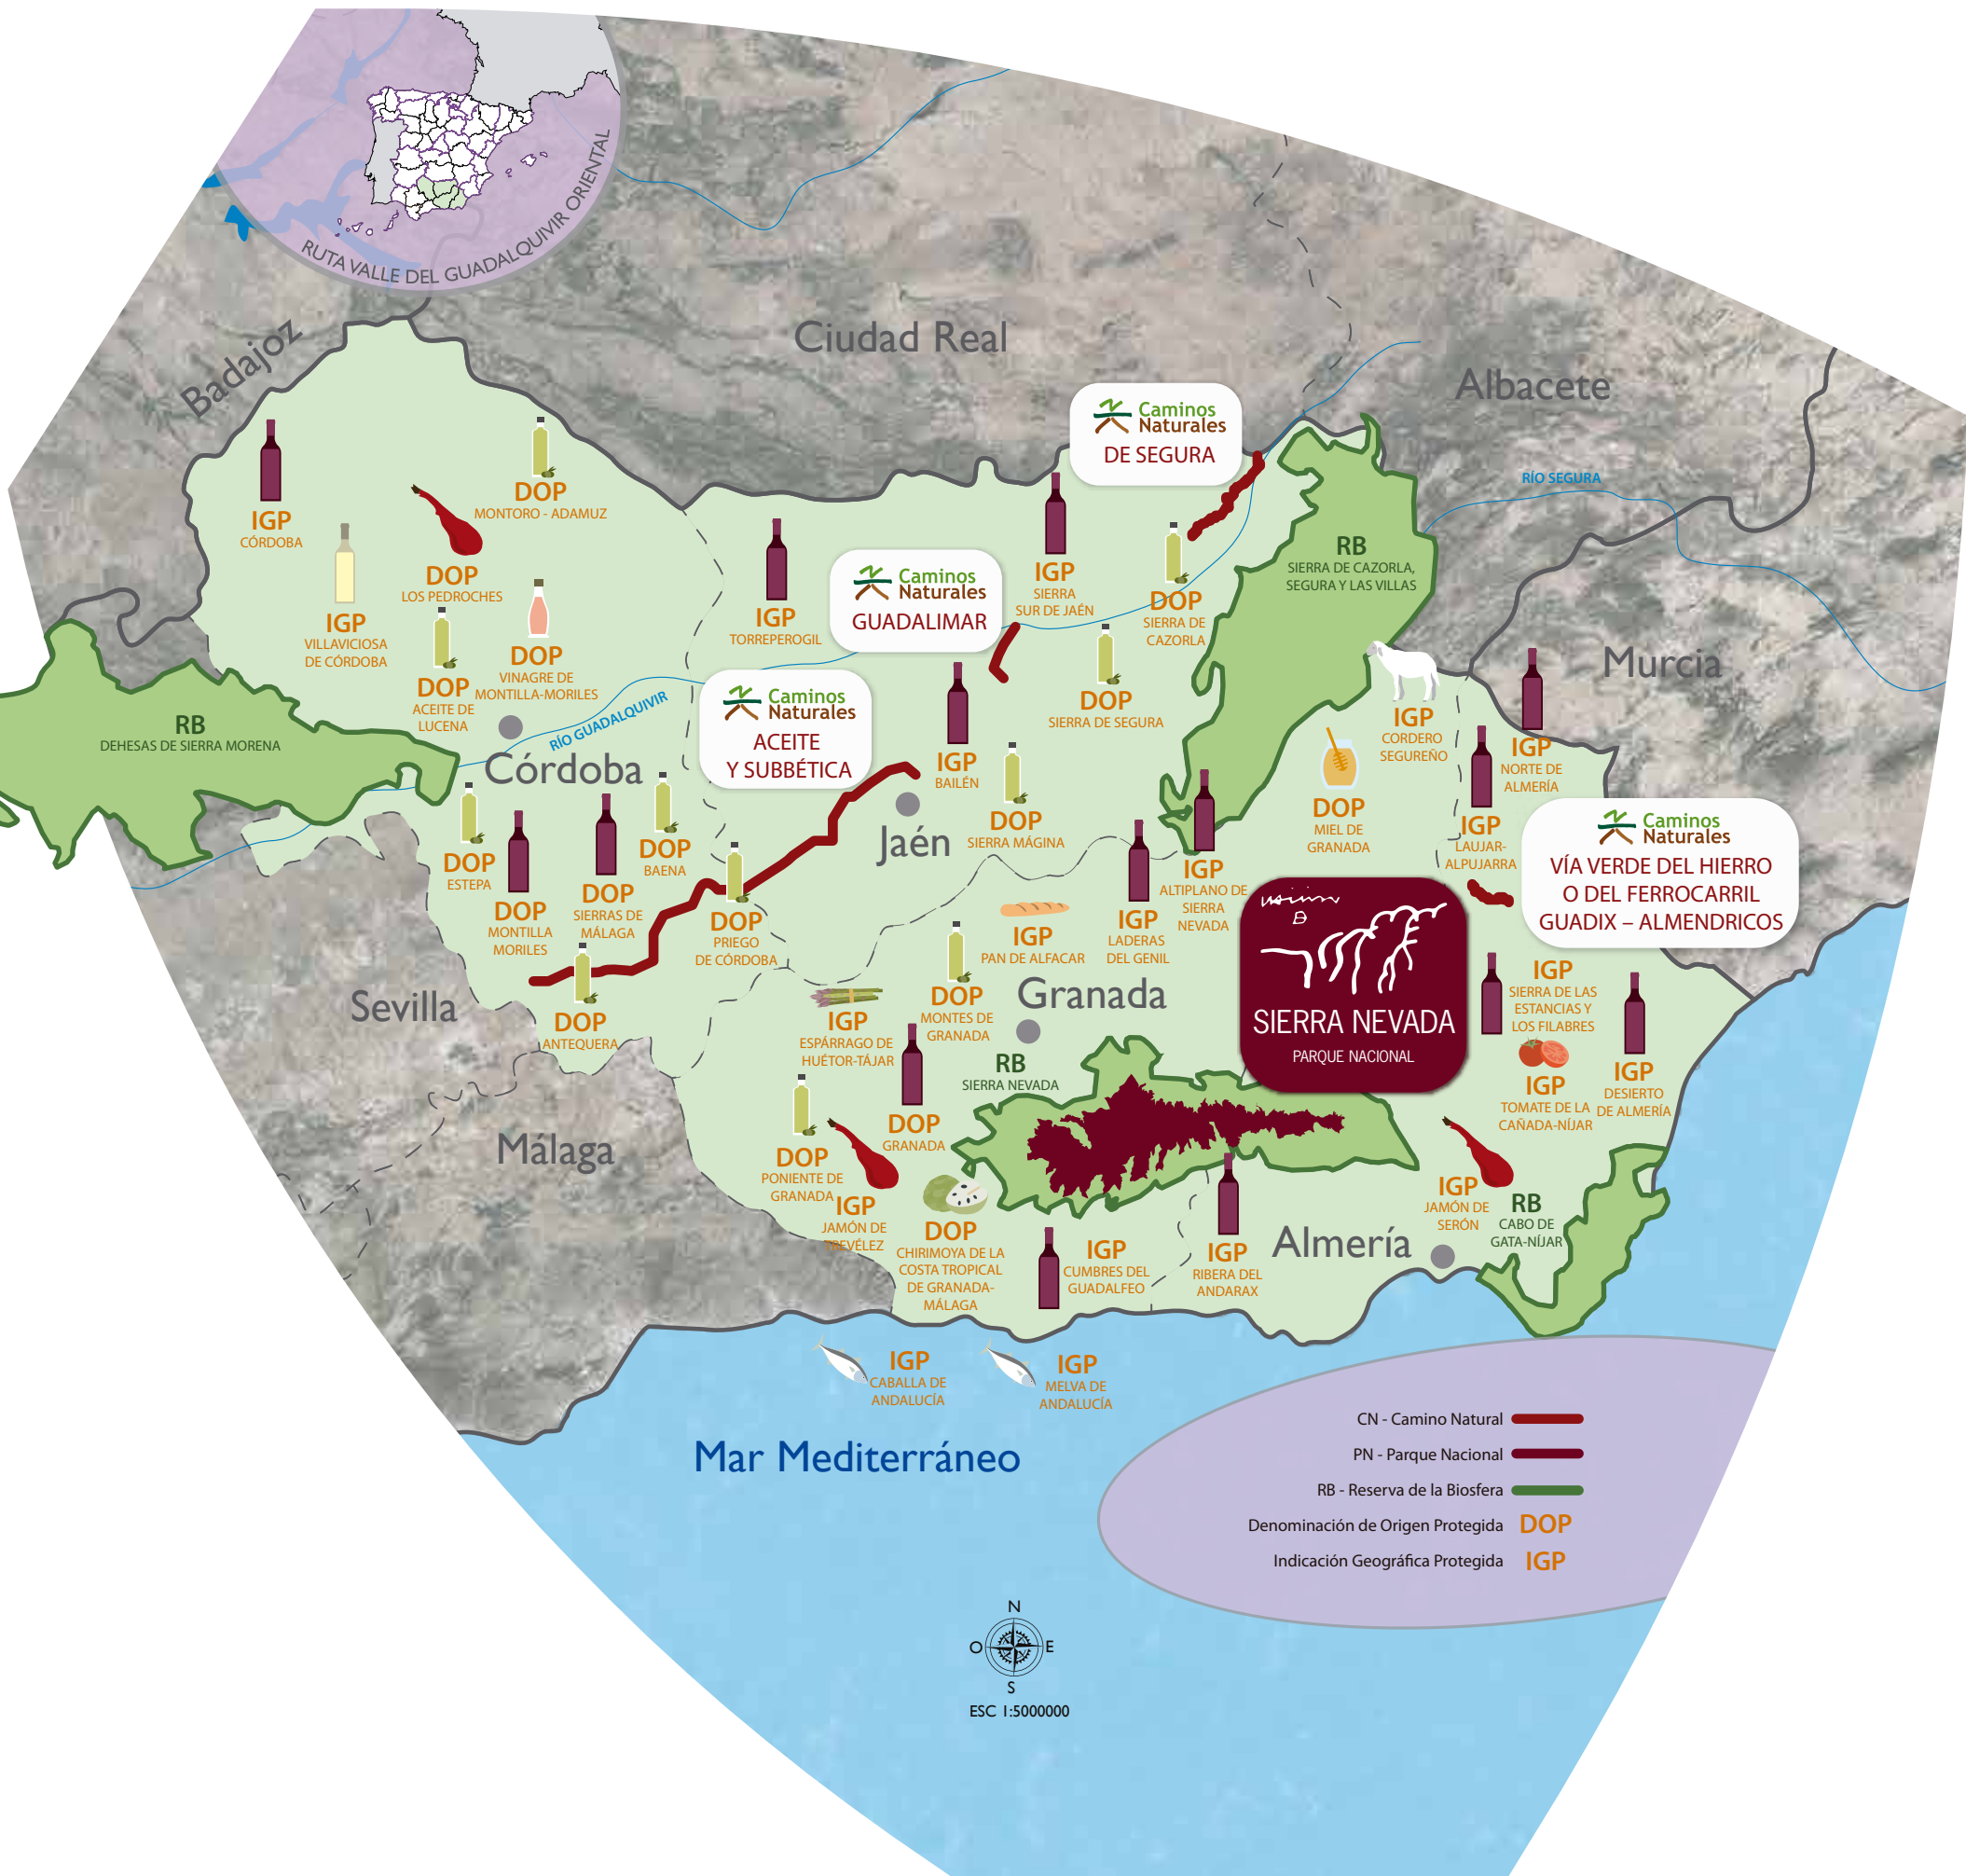 RUTA VALLE DEL GUADALQUIVIR ORIENTAL
Badajoz
Ciudad Real
Albacete
Caminos
Naturales
DE SEGURA
RÍO SEGURA
IGP
CÓRDOBA
DOP
MONTORO - ADAMUZ
DOP
LOS PEDROCHES
IGP
VILLAVICIOSA
DE CÓRDOBA
DOP
VINAGRE DE
MONTILLA-MORILES
DOP
ACEITE DE
LUCENA
IGP
TORREPEROGIL
Caminos
Naturales
GUADALIMAR
IGP
SIERRA
SUR DE JAÉN
DOP
SIERRA DE
CAZORLA
RB
SIERRA DE CAZORLA,
SEGURA Y LAS VILLAS
DOP
SIERRA DE SEGURA
Murcia
RB
DEHESAS DE SIERRA MORENA
RÍO GUADALQUIVIR
Córdoba
Caminos
Naturales
ACEITE
Y SUBBÉTICA
IGP
BAILÉN
Jaén
DOP
SIERRA MÁGINA
IGP
CORDERO
SEGUREÑO
DOP
MIEL DE
GRANADA
IGP
NORTE DE
ALMERÍA
IGP
LAUJAR-
ALPUJARRA
Caminos
Naturales
VÍA VERDE DEL HIERRO
O DEL FERROCARRIL
GUADIX – ALMENDRICOS
DOP
ESTEPA
DOP
MONTILLA
MORILES
DOP
SIERRAS DE
MÁLAGA
DOP
BAENA
DOP
PRIEGO
DE CÓRDOBA
DOP
ANTEQUERA
IGP
PAN DE ALFACAR
IGP
LADERAS
DEL GENIL
IGP
ALTIPLANO DE
SIERRA
NEVADA
SIERRA NEVADA
PARQUE NACIONAL
Sevilla
Málaga
IGP
ESPÁRRAGO DE
HUÉTOR-TÁJAR
DOP
MONTES DE
GRANADA
Granada
RB
SIERRA NEVADA
DOP
GRANADA
IGP
SIERRA DE LAS
ESTANCIAS Y
LOS FILABRES
IGP
TOMATE DE LA
CAÑADA-NÍJAR
IGP
DESIERTO
DE ALMERÍA
DOP
PONIENTE DE
GRANADA
IGP
JAMÓN DE
TREVÉLEZ
DOP
CHIRIMOYA DE LA
COSTA TROPICAL
DE GRANADA-
MÁLAGA
IGP
CUMBRES DEL
GUADALFEO
IGP
RIBERA DEL
ANDARAX
Almería
IGP
JAMÓN DE
SERÓN
RB
CABO DE
GATA-NÍJAR
IGP
CABALLA DE
ANDALUCÍA
IGP
MELVA DE
ANDALUCÍA
Mar Mediterráneo
CN - Camino Natural
PN - Parque Nacional
RB - Reserva de la Biosfera
Denominación de Origen Protegida DOP
Indicación Geográfica Protegida IGP
N
O E
S
ESC 1:5000000